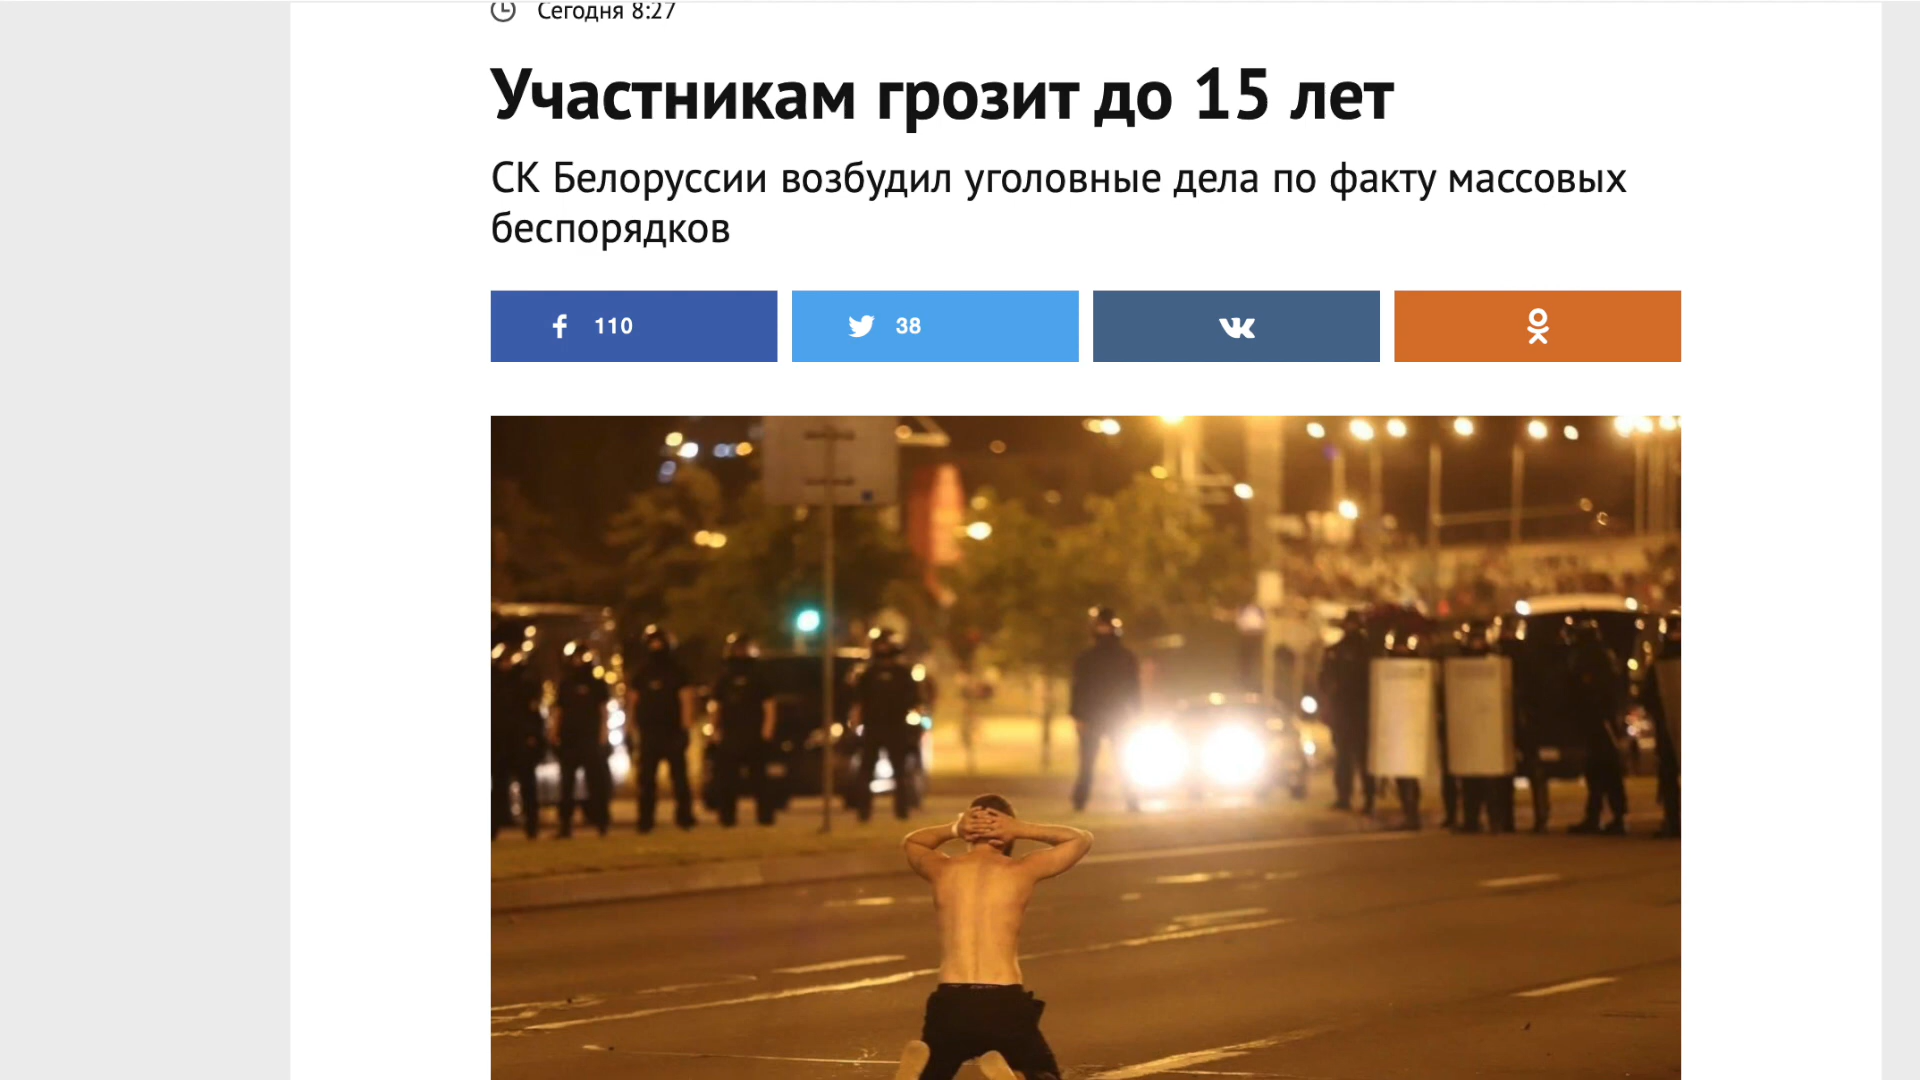 Сегодня 8:27
Участникам грозит до 15 лет
СК Белоруссии возбудил уголовные дела по факту массовых
беспорядков
110
38